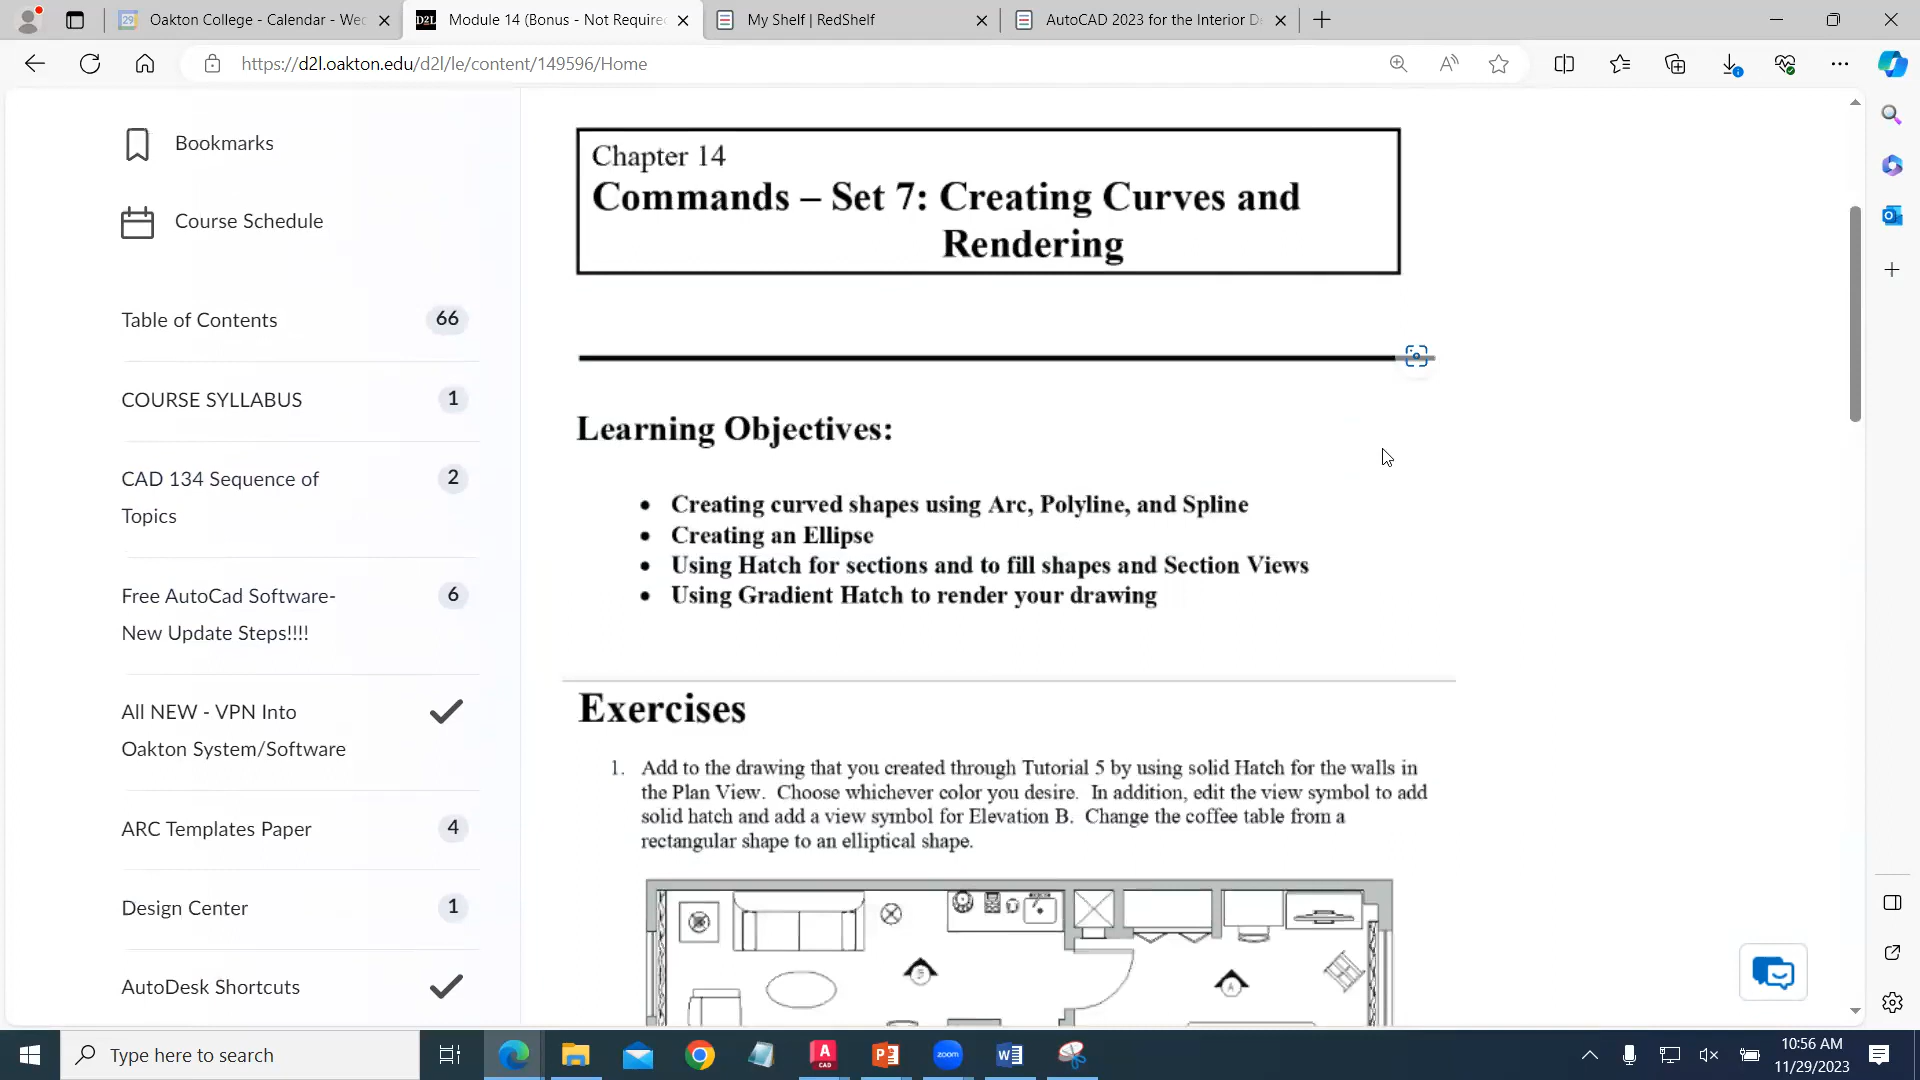 Oakton College - Calendar - Wec
Module 14 (Bonus - Not Require
My Shelf | RedShelf
AutoCAD 2023 for the Interior D
https://d2l.oakton.edu/d2l/le/content/149596/Home
Bookmarks
Course Schedule
Table of Contents 66
COURSE SYLLABUS 1
CAD 134 Sequence of 2
Topics
Free AutoCad Software- 6
New Update Steps!!!!
All NEW - VPN Into
Oakton System/Software
ARC Templates Paper 4
Design Center 1
AutoDesk Shortcuts
Chapter 14
Commands – Set 7: Creating Curves and
Rendering
Learning Objectives:
• Creating curved shapes using Arc, Polyline, and Spline
• Creating an Ellipse
• Using Hatch for sections and to fill shapes and Section Views
• Using Gradient Hatch to render your drawing
Exercises
1. Add to the drawing that you created through Tutorial 5 by using solid Hatch for the walls in
the Plan View. Choose whichever color you desire. In addition, edit the view symbol to add
solid hatch and add a view symbol for Elevation B. Change the coffee table from a
rectangular shape to an elliptical shape.
B
A
Type here to search
10:56 AM
11/29/2023